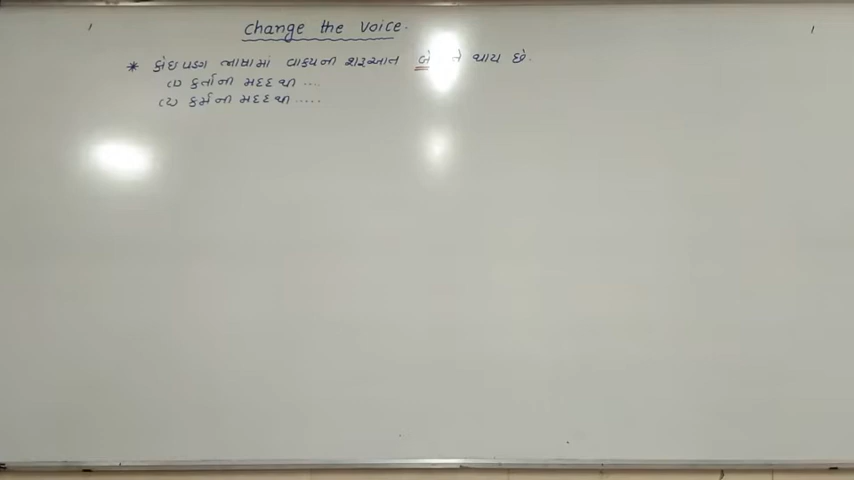 Change the Voice.
* કોઇપણ ભાષામાં વાક્યની શરૂઆત બે તે થાય છે.
(1) કર્તાની મદદથી ....
(2) કર્મની મદદથી .....